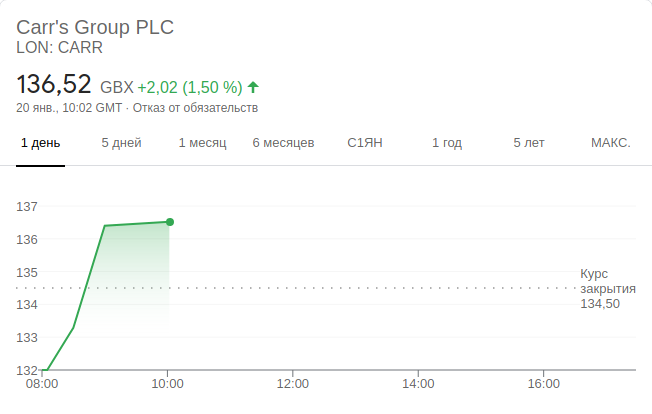 Carr's Group PLC
LON: CARR
136,52 GBX +2,02 (1,50 %)
20 янв., 10:02 GMT · Отказ от обязательств
1 день 5 дней 1 месяц 6 месяцев С1ЯН 1 год 5 лет МАКС.
137
136
135
134
133
132
Курс
закрытия
134,50
08:00 10:00 12:00 14:00 16:00